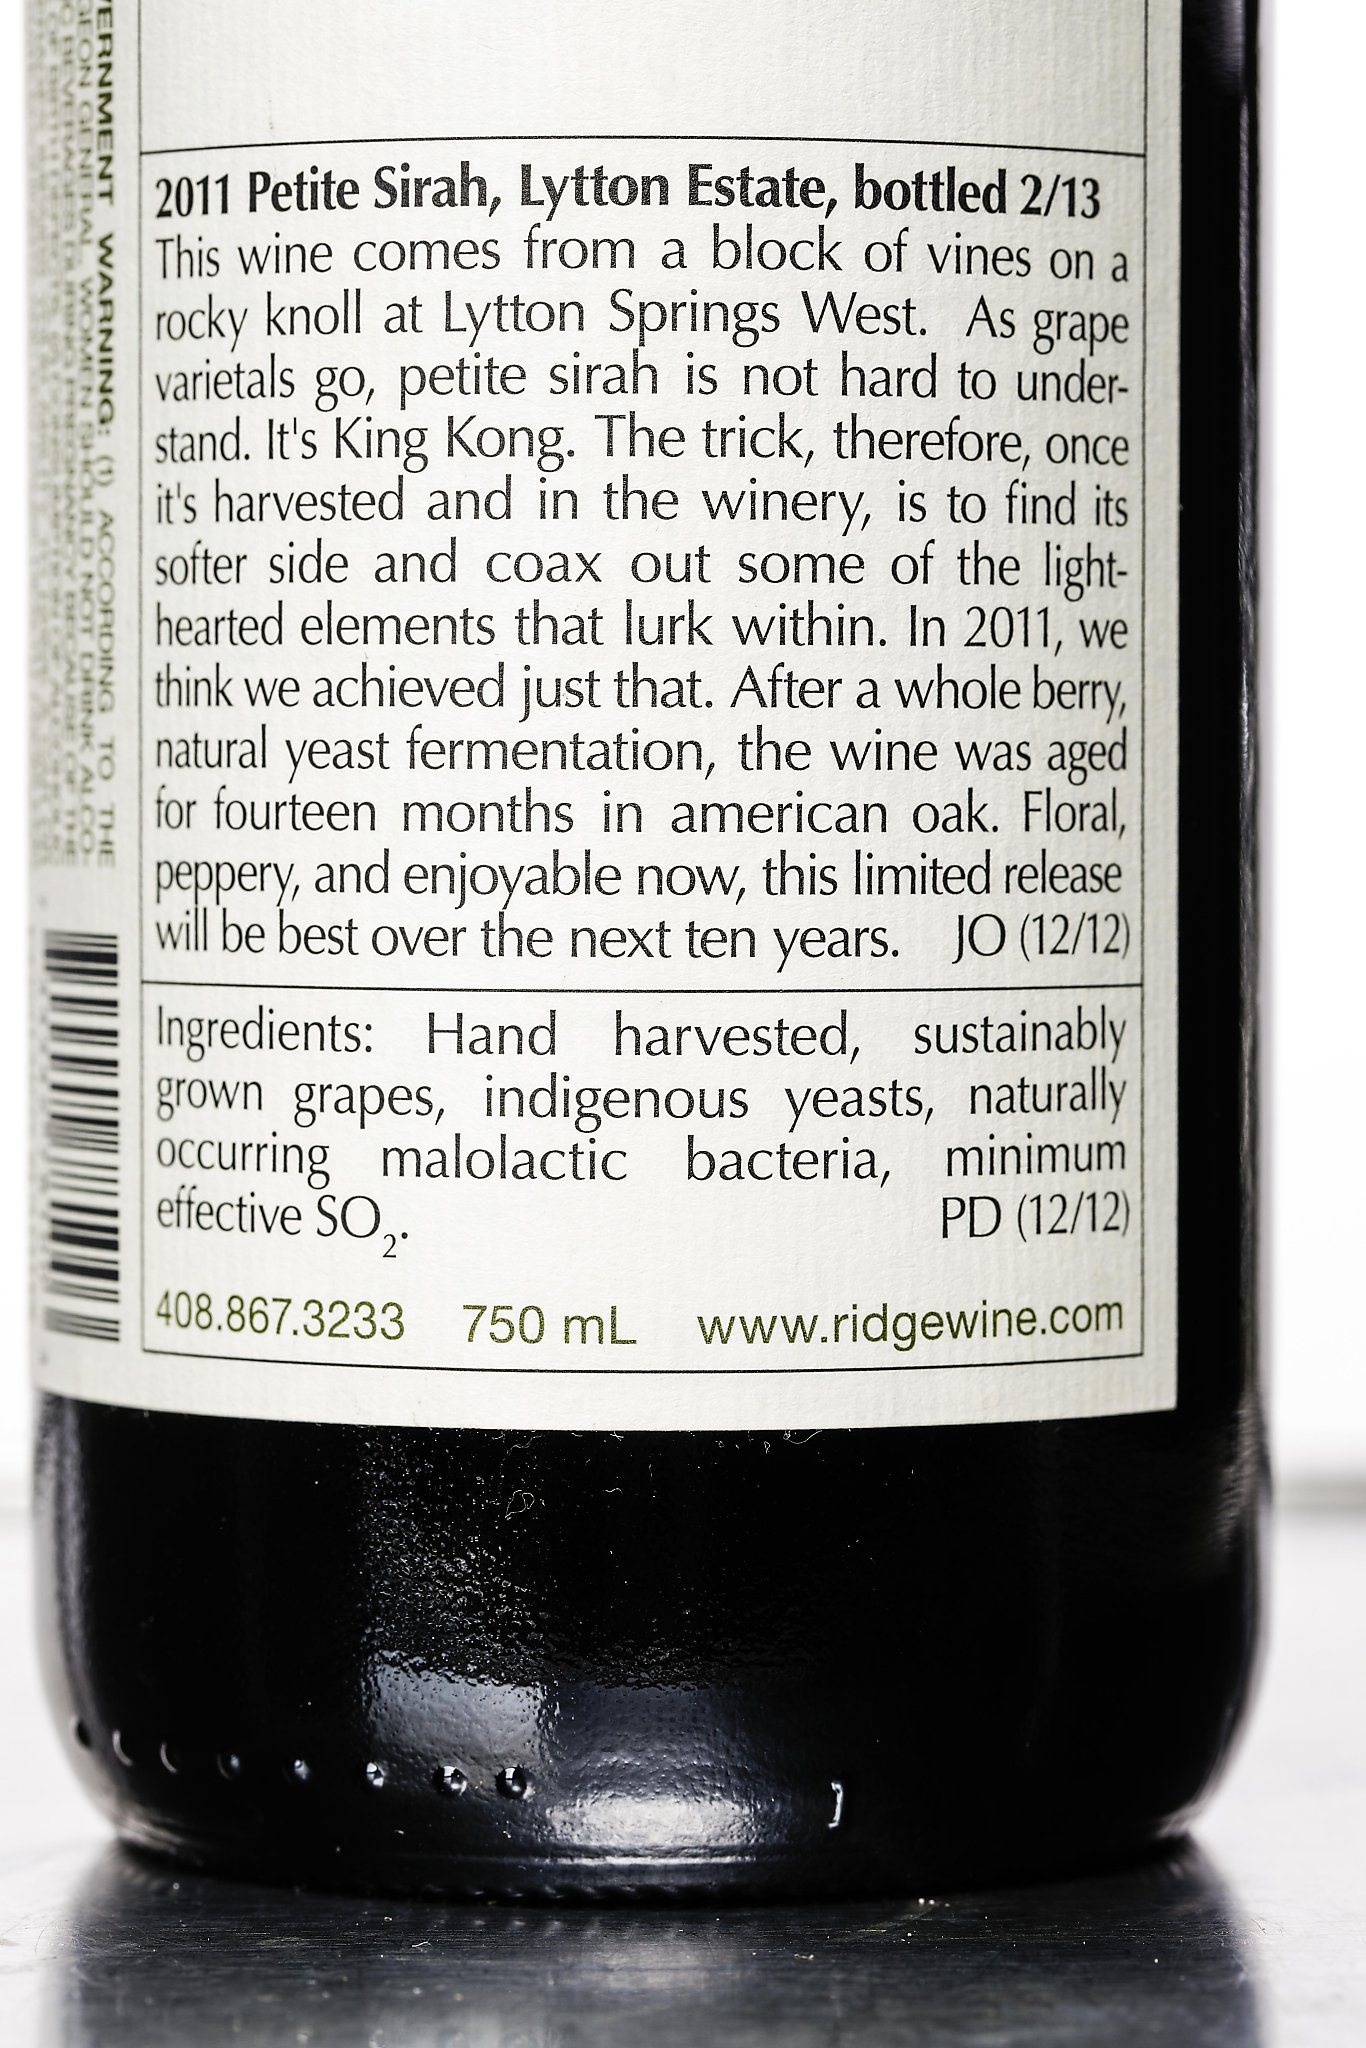 2011 Petite Sirah, Lytton Estate, bottled 2/13
This wine comes from a block of vines on a
rocky knoll at Lytton Springs West. As grape
varietals go, petite sirah is not hard to under-
stand. It's King Kong. The trick, therefore, once
it's harvested and in the winery, is to find its
softer side and coax out some of the light-
hearted elements that lurk within. In 2011, we
think we achieved just that. After a whole berry,
natural yeast fermentation, the wine was aged
for fourteen months in american oak. Floral,
peppery, and enjoyable now, this limited release
will be best over the next ten years. JO (12/12)
Ingredients: Hand harvested, sustainably
grown grapes, indigenous yeasts, naturally
occurring malolactic bacteria, minimum
effective SO₂. PD (12/12)
408.867.3233 750 mL www.ridgewine.com
WARNING: (1) ACCORDING TO THE
WOMEN SHOULD NOT DRINK ALCO-